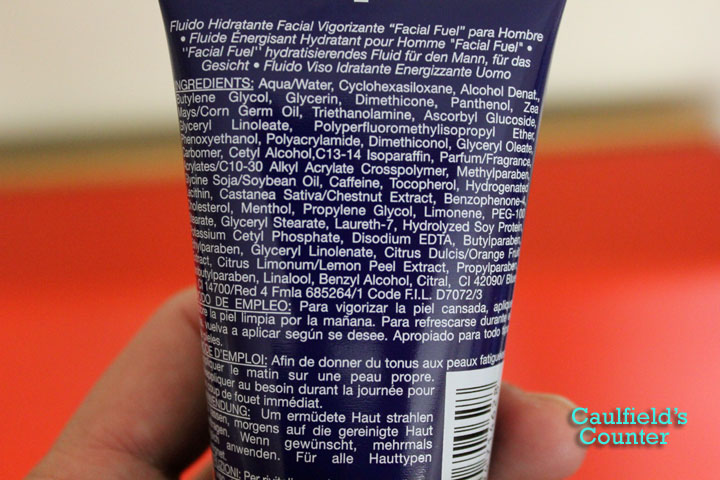 Fluido Hidratante Facial Vigorizante "Facial Fuel" para Hombre
• Fluide Énergisant Hydratant pour Homme "Facial Fuel" •
"Facial Fuel" hydratisierendes Fluid für den Mann, für das
Gesicht • Fluido Viso Idratante Energizzante Uomo
INGREDIENTS: Aqua/Water, Cyclohexasiloxane, Alcohol Denat.,
Butylene Glycol, Glycerin, Dimethicone, Panthenol, Zea
Mays/Corn Germ Oil, Triethanolamine, Ascorbyl Glucoside,
Glyceryl Linoleate, Polyperfluoromethylisopropyl Ether,
Phenoxyethanol, Polyacrylamide, Dimethiconol, Glyceryl Oleate,
Carbomer, Cetyl Alcohol, C13-14 Isoparaffin, Parfum/Fragrance,
Acrylates/C10-30 Alkyl Acrylate Crosspolymer, Methylparaben,
Glycine Soja/Soybean Oil, Caffeine, Tocopherol, Hydrogenated
Lecithin, Castanea Sativa/Chestnut Extract, Benzophenone-4,
Cholesterol, Menthol, Propylene Glycol, Limonene, PEG-100
Stearate, Glyceryl Stearate, Laureth-7, Hydrolyzed Soy Protein,
Potassium Cetyl Phosphate, Disodium EDTA, Butylparaben,
Glyceryl Linolenate, Citrus Dulcis/Orange Fruit
Citrus Limonum/Lemon Peel Extract, Propylparaben,
Linalool, Benzyl Alcohol, Citral, CI 42090/Blue
CI 14700/Red 4 Fmla 685264/1 Code F.I.L. D7072/3
DE EMPLEO: Para vigorizar la piel cansada,
la piel limpia por la mañana. Para refrescarse durante
vuelva a aplicar según se desee. Apropiado para todo
D'EMPLOI: Afin de donner du tonus aux peaux
le matin sur une peau propre.
au besoin durant la journée pour
de fouet immédiat.
Um ermüdete Haut strahlen
morgens auf die gereinigte Haut
Wenn gewünscht, mehrmals
anwenden. Für alle Hauttypen
Per
Caulfield's
Counter